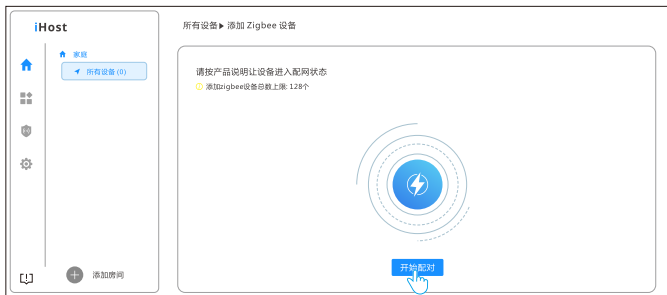 iHost
所有设备▶ 添加 Zigbee 设备
家庭
所有设备 (0)
请按产品说明让设备进入配网状态
添加zigbee设备总数上限: 128个
开始配对
添加房间